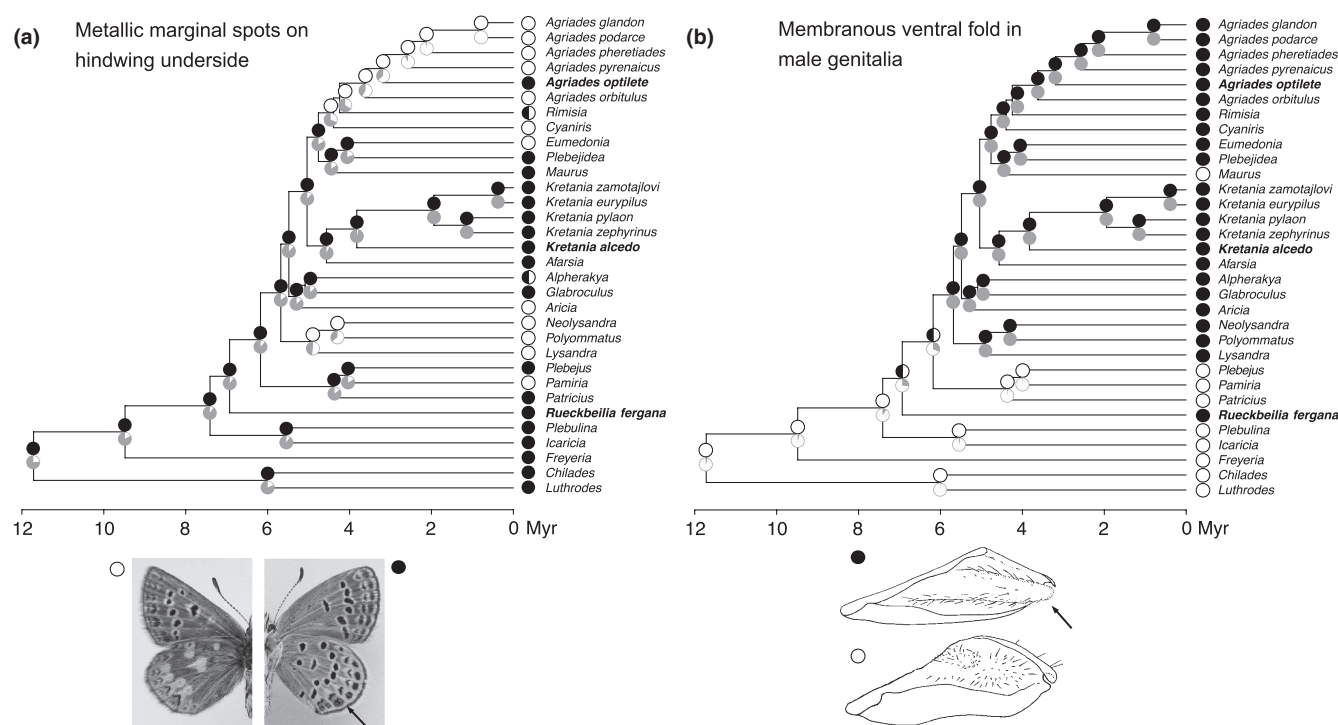 (a)
Metallic marginal spots on
hindwing underside
Agriades glandon
Agriades podarce
Agriades pheretiades
Agriades pyrenaicus
Agriades optilete
Agriades orbitulus
Rimisia
Cyaniris
Eumedonia
Plebejidea
Maurus
Kretania zamotajlovi
Kretania eurypilus
Kretania pylaon
Kretania zephyrinus
Kretania alcedo
Afarsia
Alpherakya
Glabroculus
Aricia
Neolysandra
Polyommatus
Lysandra
Plebejus
Pamiria
Patricius
Rueckbeilia fergana
Plebulina
Icaricia
Freyeria
Chilades
Luthrodes
12 10 8 6 4 2 0 Myr
(b)
Membranous ventral fold in
male genitalia
Agriades glandon
Agriades podarce
Agriades pheretiades
Agriades pyrenaicus
Agriades optilete
Agriades orbitulus
Rimisia
Cyaniris
Eumedonia
Plebejidea
Maurus
Kretania zamotajlovi
Kretania eurypilus
Kretania pylaon
Kretania zephyrinus
Kretania alcedo
Afarsia
Alpherakya
Glabroculus
Aricia
Neolysandra
Polyommatus
Lysandra
Plebejus
Pamiria
Patricius
Rueckbeilia fergana
Plebulina
Icaricia
Freyeria
Chilades
Luthrodes
12 10 8 6 4 2 0 Myr